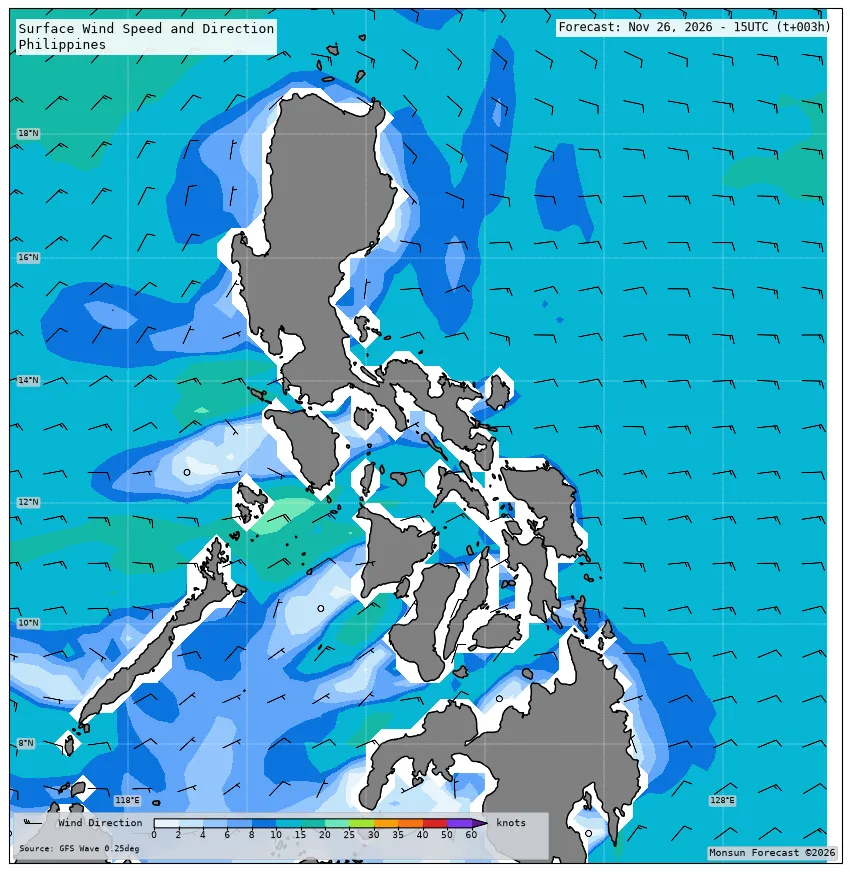 Surface Wind Speed and Direction
Philippines
Forecast: Nov 26, 2026 - 15UTC (t+003h)
18°N
16°N
14°N
12°N
10°N
8°N
118°E
128°E
Wind Direction
0 2 4 6 8 10 15 20 25 30 35 40 50 60 knots
Source: GFS Wave 0.25deg
Monsun Forecast ©2026